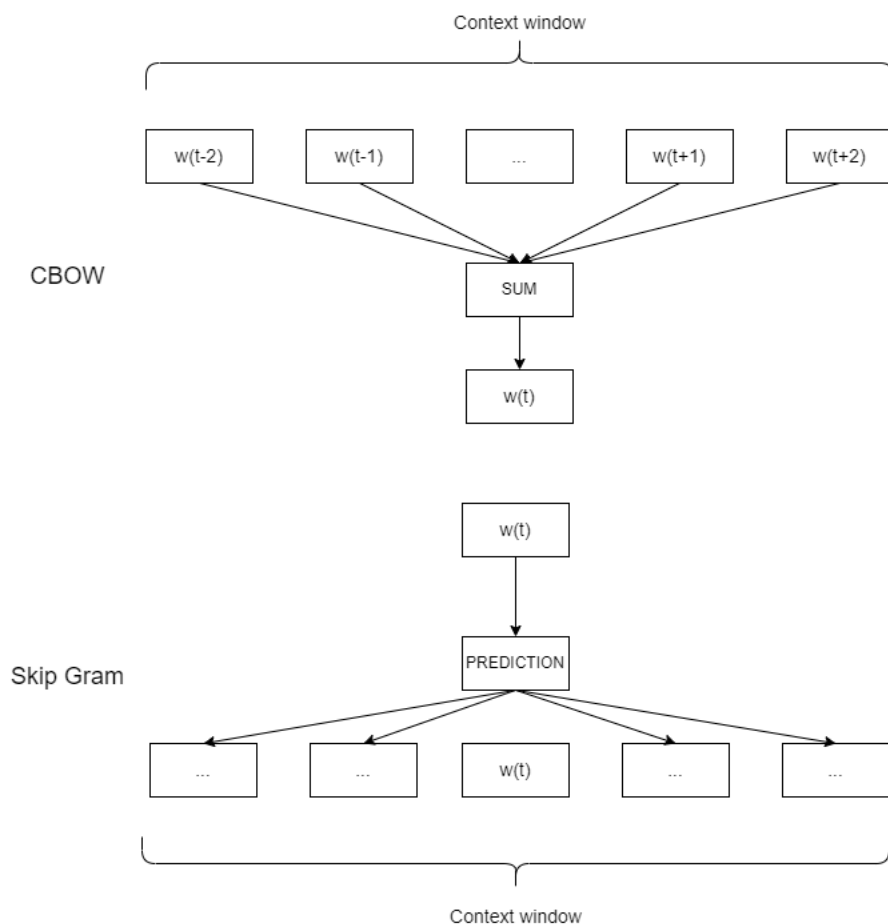 Context window
w(t-2) w(t-1) ... w(t+1) w(t+2)
CBOW
SUM
w(t)
w(t)
PREDICTION
Skip Gram
... ... w(t) ... ...
Context window